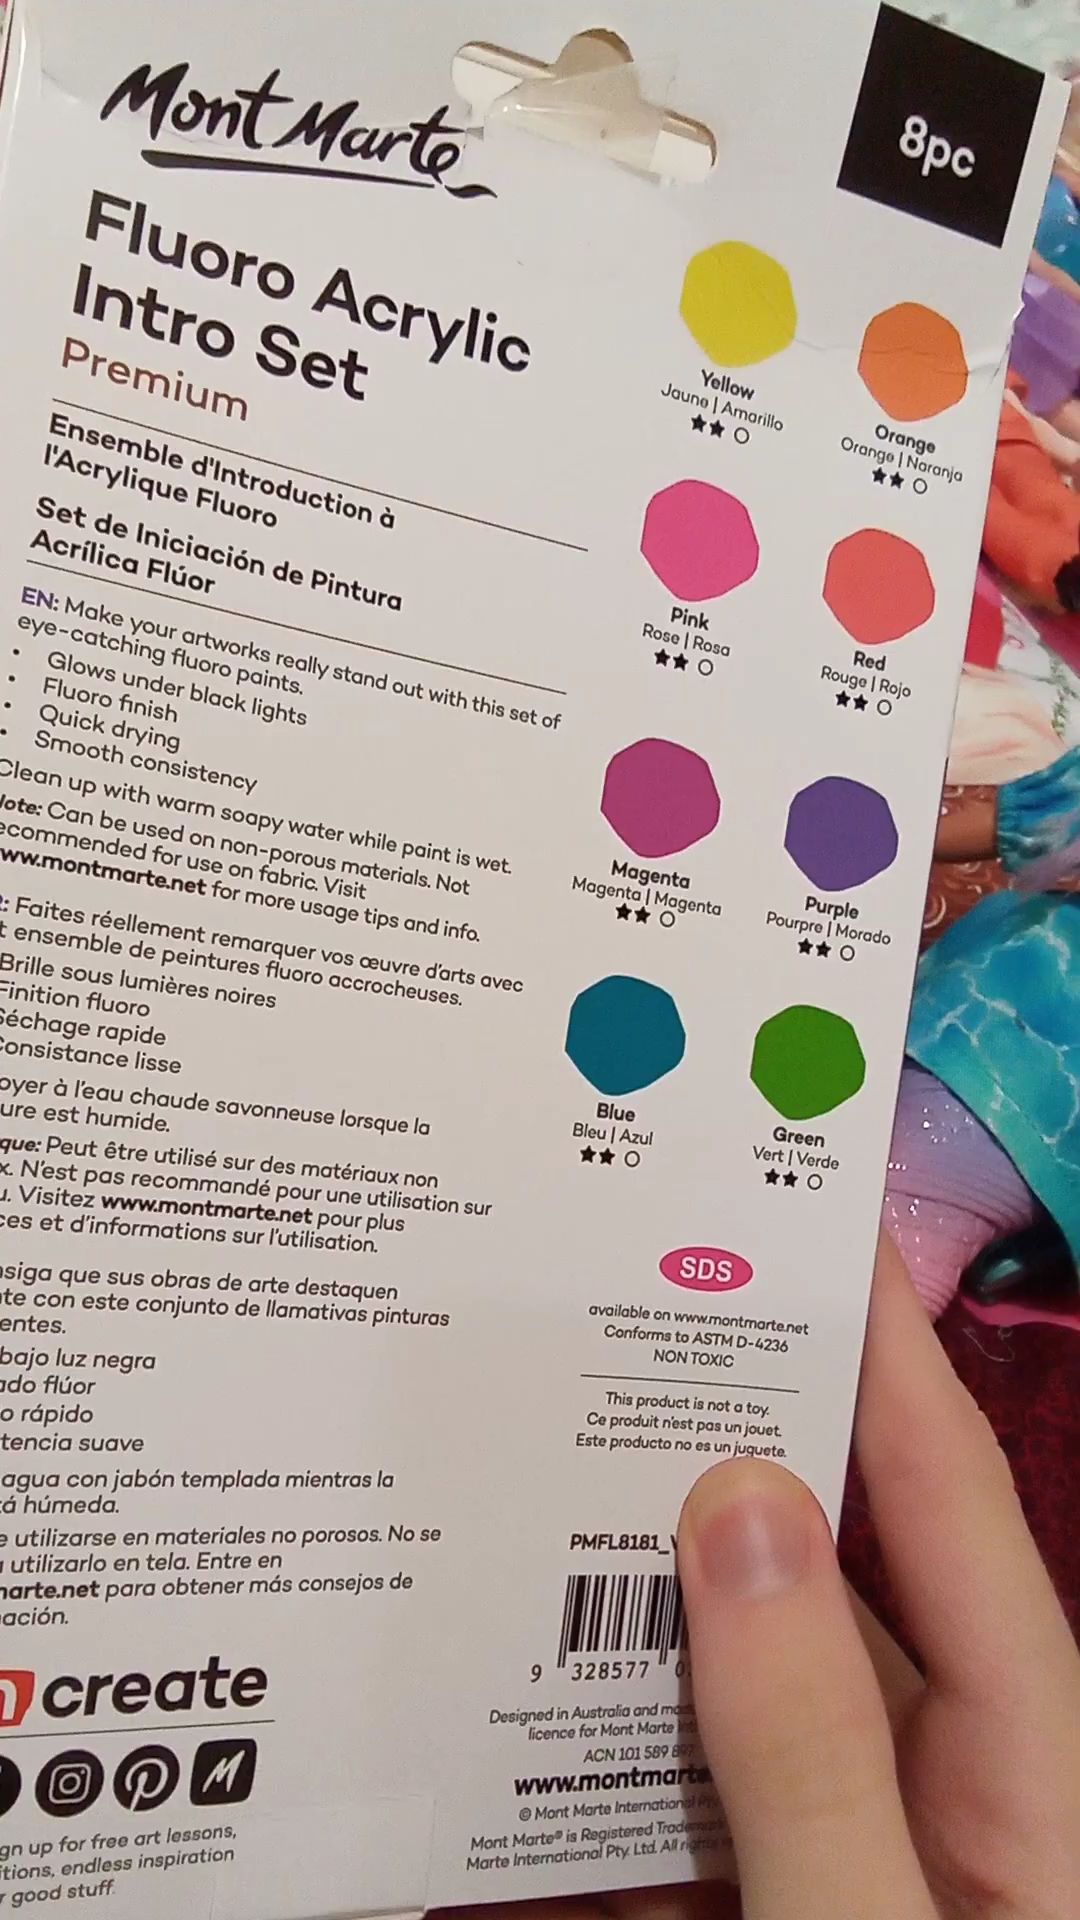 Mont Marte
8pc
Fluoro Acrylic
Intro Set
Premium
Ensemble d'Introduction à
l'Acrylique Fluoro
Set de Iniciación de Pintura
Acrílica Flúor
EN: Make your artworks really stand out with this set of
eye-catching fluoro paints.
• Glows under black lights
• Fluoro finish
• Quick drying
• Smooth consistency
Clean up with warm soapy water while paint is wet.
Can be used on non-porous materials. Not
for use on fabric. Visit
www.montmarte.net for more usage tips and info.
Faites réellement remarquer vos œuvre d'arts avec
ensemble de peintures fluoro accrocheuses.
Brille sous lumières noires
Finition fluoro
Séchage rapide
Consistance lisse
à l'eau chaude savonneuse lorsque la
est humide.
Peut être utilisé sur des matériaux non
N'est pas recommandé pour une utilisation sur
Visitez www.montmarte.net pour plus
et d'informations sur l'utilisation.
que sus obras de arte destaquen
con este conjunto de llamativas pinturas
bajo luz negra
flúor
rápido
suave
agua con jabón templada mientras la
húmeda.
utilizarse en materiales no porosos. No se
utilizarlo en tela. Entre en
para obtener más consejos de
create
up for free art lessons,
endless inspiration
good stuff.
Yellow
Jaune | Amarillo
★★○
Orange
Orange | Naranja
★★○
Pink
Rose | Rosa
★★○
Red
Rouge | Rojo
★★○
Magenta
Magenta | Magenta
★★○
Purple
Pourpre | Morado
★★○
Blue
Bleu | Azul
★★○
Green
Vert | Verde
★★○
SDS
available on www.montmarte.net
Conforms to ASTM D-4236
NON TOXIC
This product is not a toy.
Ce produit n'est pas un jouet.
Este producto no es un juguete.
PMFL8181_
9 328577
Designed in Australia and
licence for Mont Marte
ACN 101 589
© Mont Marte International
Mont Marte® is Registered
Marte International Pty. Ltd. All